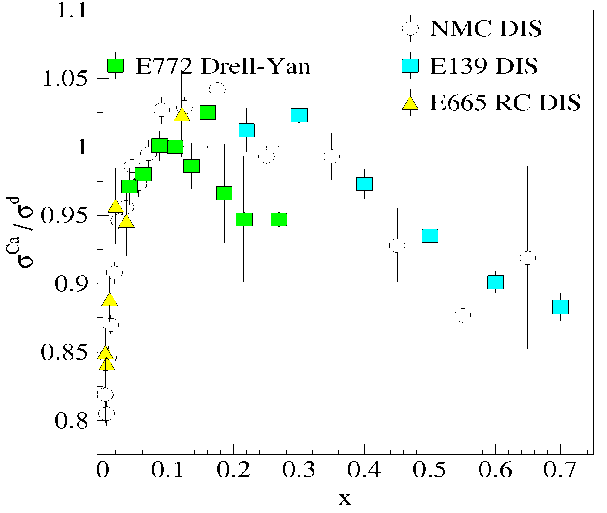 1.1
NMC DIS
E772 Drell-Yan
E139 DIS
1.05
E665 RC DIS
1
0.95
σ^Ca / σ^d
0.9
0.85
0.8
0 0.1 0.2 0.3 0.4 0.5 0.6 0.7
x